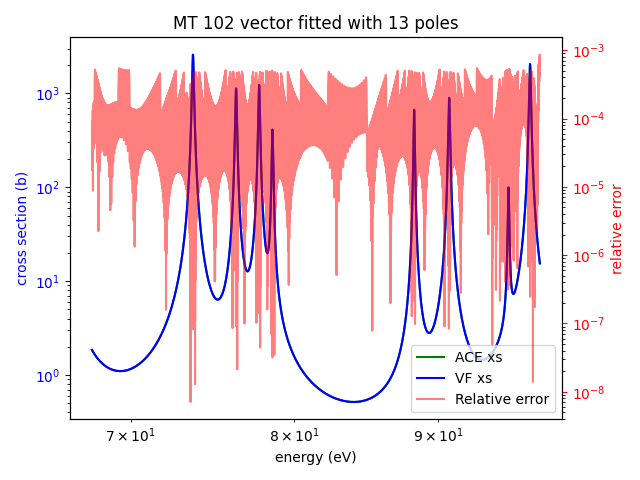 MT 102 vector fitted with 13 poles
cross section (b)
10³
10²
10¹
10⁰
10⁻³
10⁻⁴
10⁻⁵
10⁻⁶
10⁻⁷
10⁻⁸
relative error
ACE xs
VF xs
Relative error
7 × 10¹ 8 × 10¹ 9 × 10¹
energy (eV)